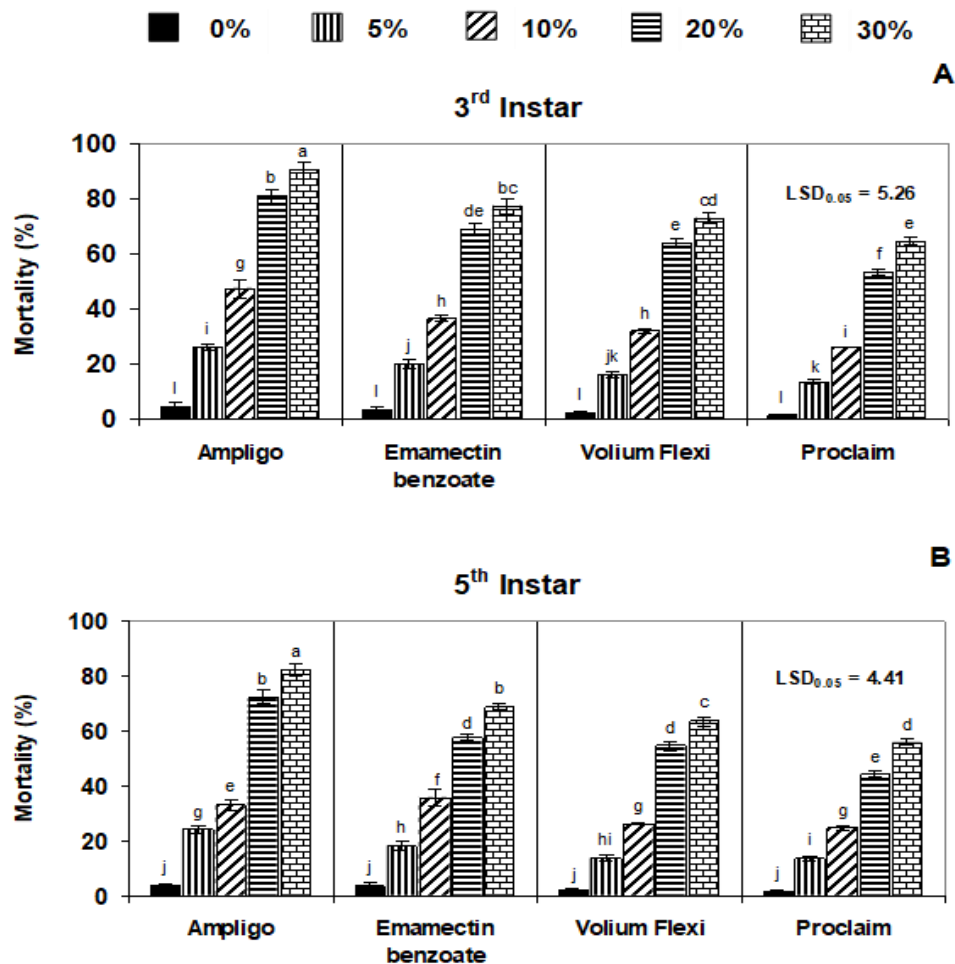 0% 5% 10% 20% 30%
A
3rd Instar
Mortality (%)
100
80
60
40
20
0
l i g b a
l j h de bc
l jk h e cd
l k i f e
LSD0.05 = 5.26
Ampligo Emamectin benzoate Volium Flexi Proclaim
B
5th Instar
Mortality (%)
100
80
60
40
20
0
j g e b a
j h f d b
j hi g d c
j i g e d
LSD0.05 = 4.41
Ampligo Emamectin benzoate Volium Flexi Proclaim